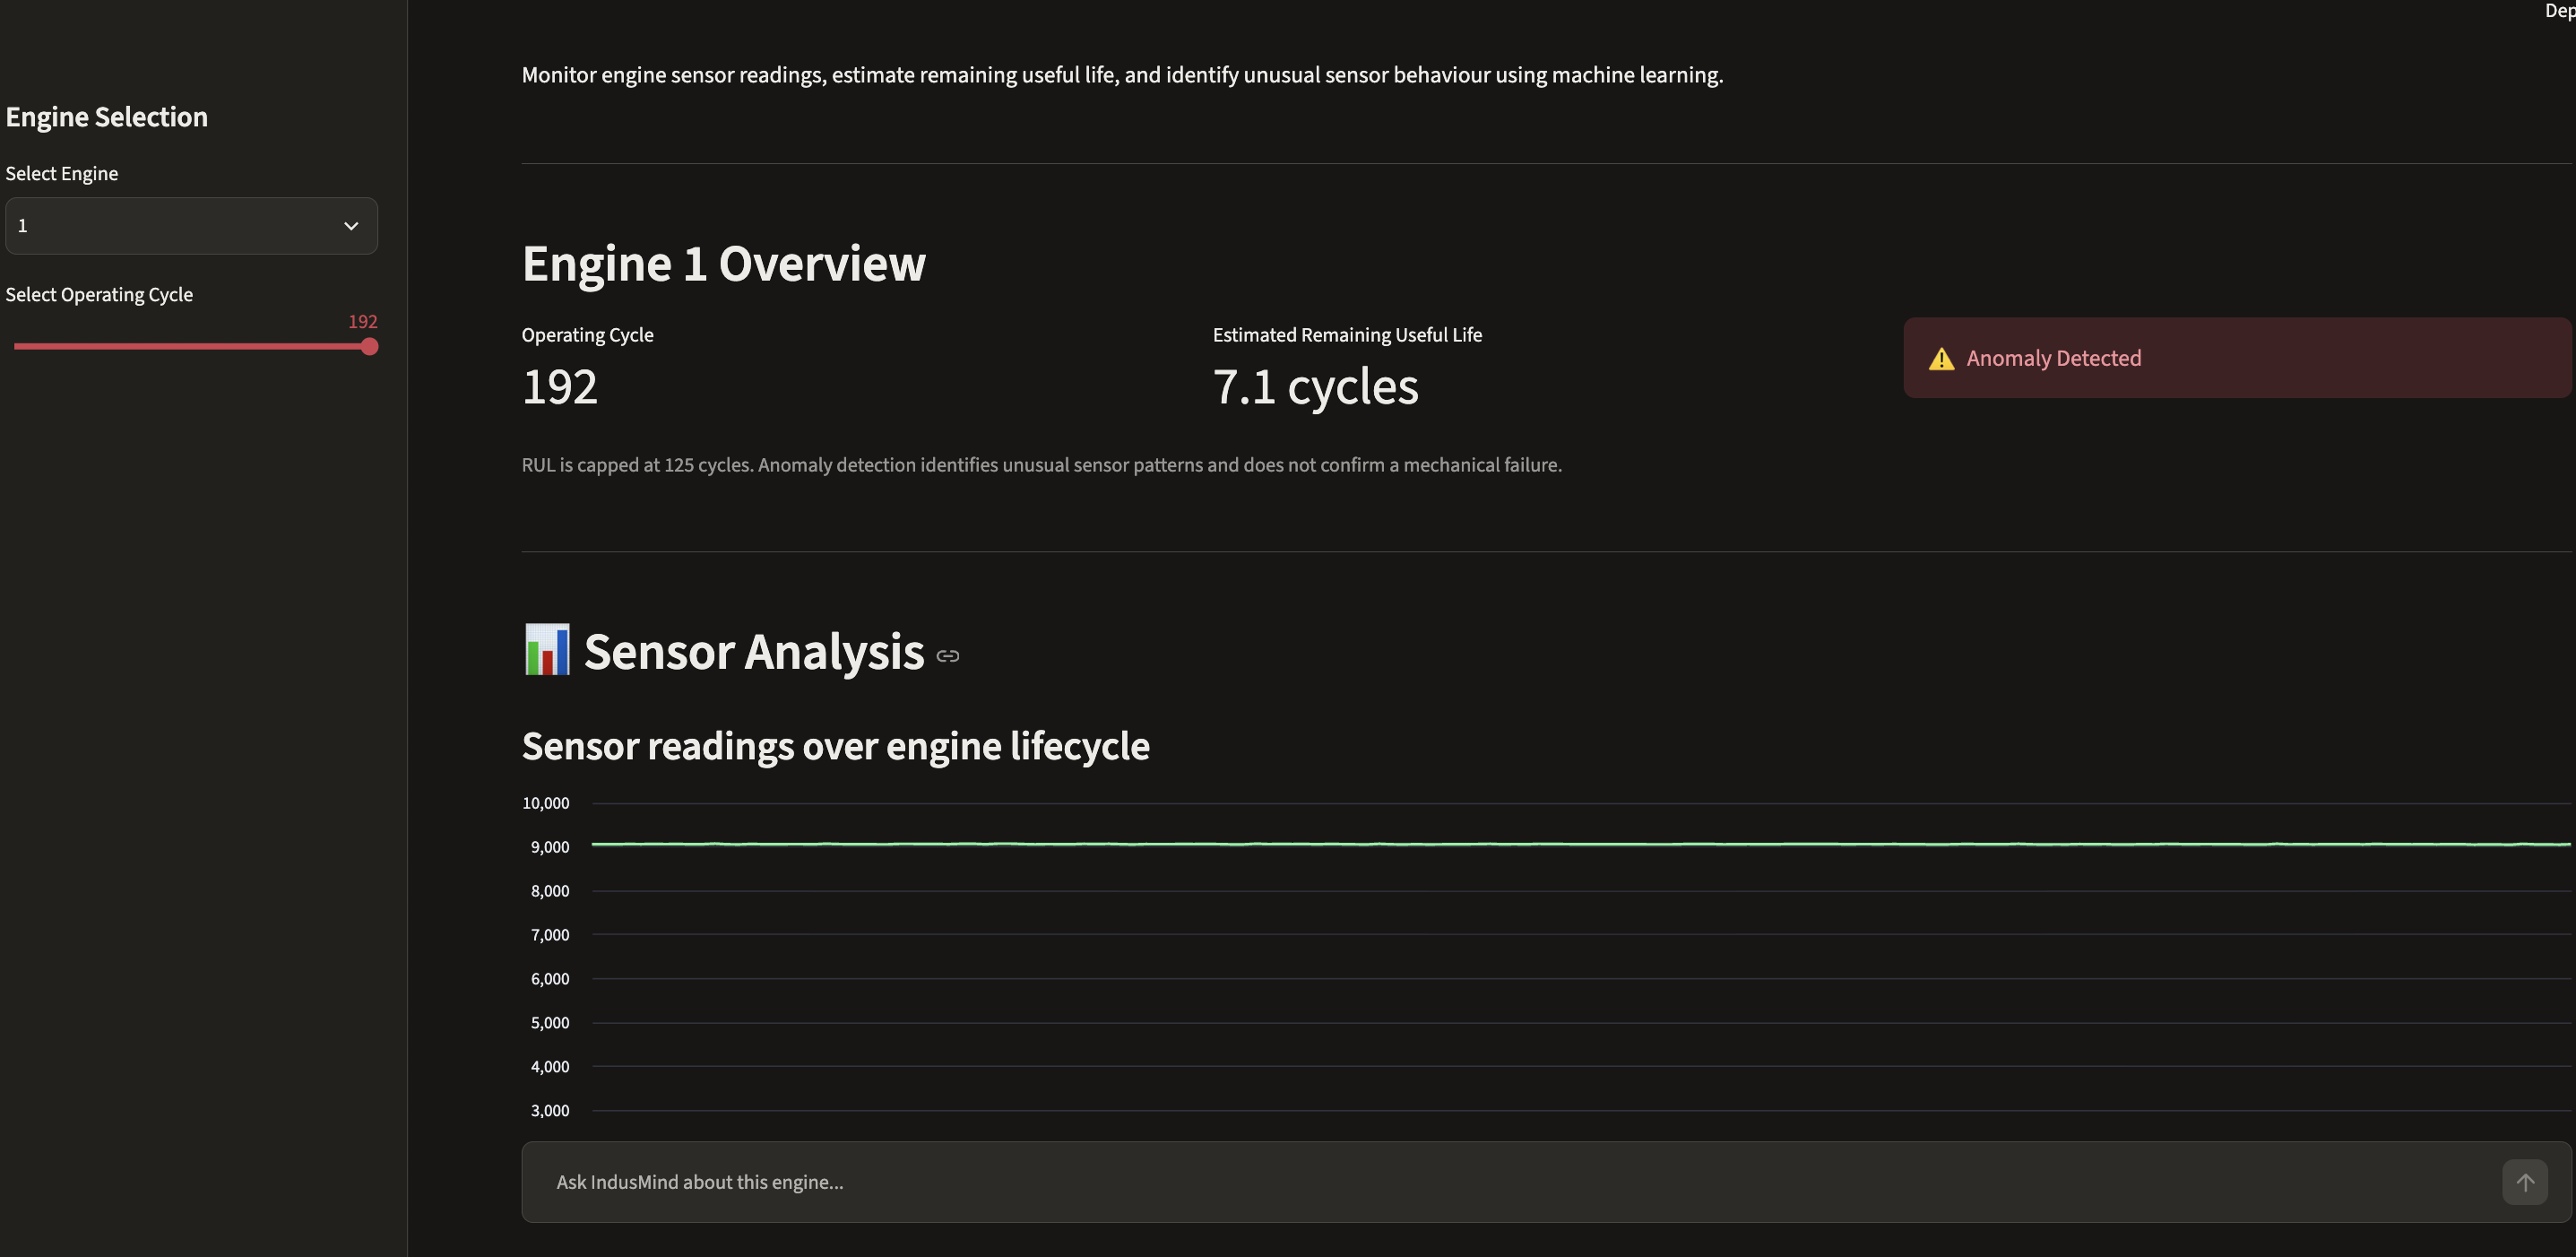 Dep
Monitor engine sensor readings, estimate remaining useful life, and identify unusual sensor behaviour using machine learning.
Engine Selection
Select Engine
1
Select Operating Cycle
192
Engine 1 Overview
Operating Cycle
192
Estimated Remaining Useful Life
7.1 cycles
Anomaly Detected
RUL is capped at 125 cycles. Anomaly detection identifies unusual sensor patterns and does not confirm a mechanical failure.
Sensor Analysis
Sensor readings over engine lifecycle
10,000
9,000
8,000
7,000
6,000
5,000
4,000
3,000
Ask IndusMind about this engine...